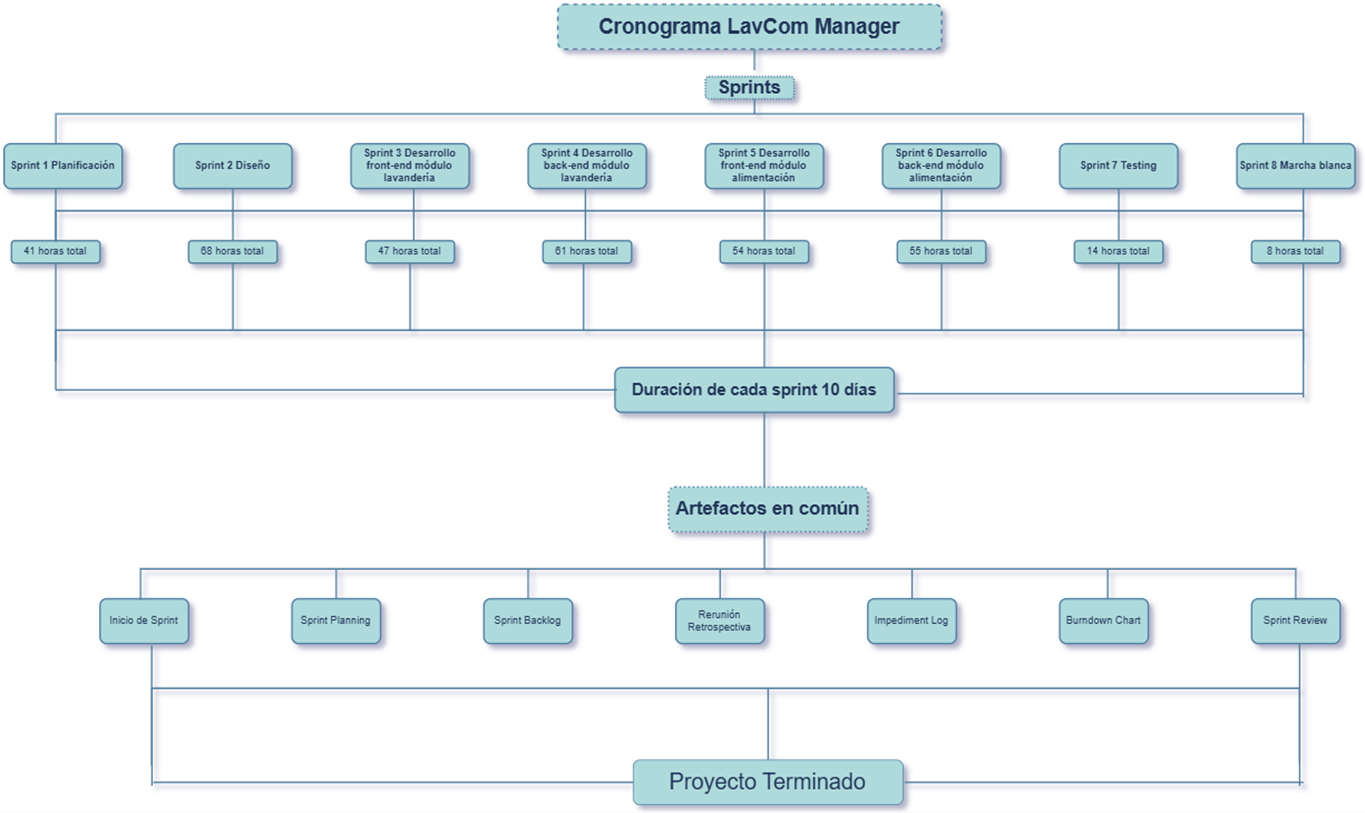 Cronograma LavCom Manager
Sprints
Sprint 1 Planificación
Sprint 2 Diseño
Sprint 3 Desarrollo
front-end módulo
lavandería
Sprint 4 Desarrollo
back-end módulo
lavandería
Sprint 5 Desarrollo
front-end módulo
alimentación
Sprint 6 Desarrollo
back-end módulo
alimentación
Sprint 7 Testing
Sprint 8 Marcha blanca
41 horas total
68 horas total
47 horas total
61 horas total
54 horas total
55 horas total
14 horas total
8 horas total
Duración de cada sprint 10 días
Artefactos en común
Inicio de Sprint
Sprint Planning
Sprint Backlog
Rerunión
Retrospectiva
Impediment Log
Burndown Chart
Sprint Review
Proyecto Terminado